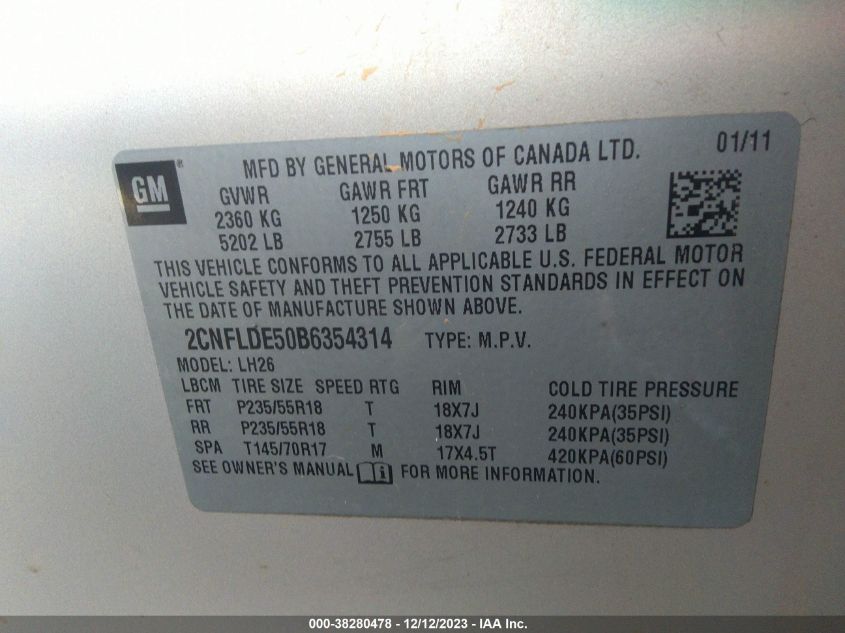 01/11
GM ®
MFD BY GENERAL MOTORS OF CANADA LTD.
GVWR GAWR FRT GAWR RR
2360 KG 1250 KG 1240 KG
5202 LB 2755 LB 2733 LB
THIS VEHICLE CONFORMS TO ALL APPLICABLE U.S. FEDERAL MOTOR
VEHICLE SAFETY AND THEFT PREVENTION STANDARDS IN EFFECT ON
THE DATE OF MANUFACTURE SHOWN ABOVE.
2CNFLDE50B6354314 TYPE: M.P.V.
MODEL: LH26
LBCM TIRE SIZE SPEED RTG RIM COLD TIRE PRESSURE
FRT P235/55R18 T 18X7J 240KPA(35PSI)
RR P235/55R18 T 18X7J 240KPA(35PSI)
SPA T145/70R17 M 17X4.5T 420KPA(60PSI)
SEE OWNER'S MANUAL FOR MORE INFORMATION.
000-38280478 - 12/12/2023 - IAA Inc.